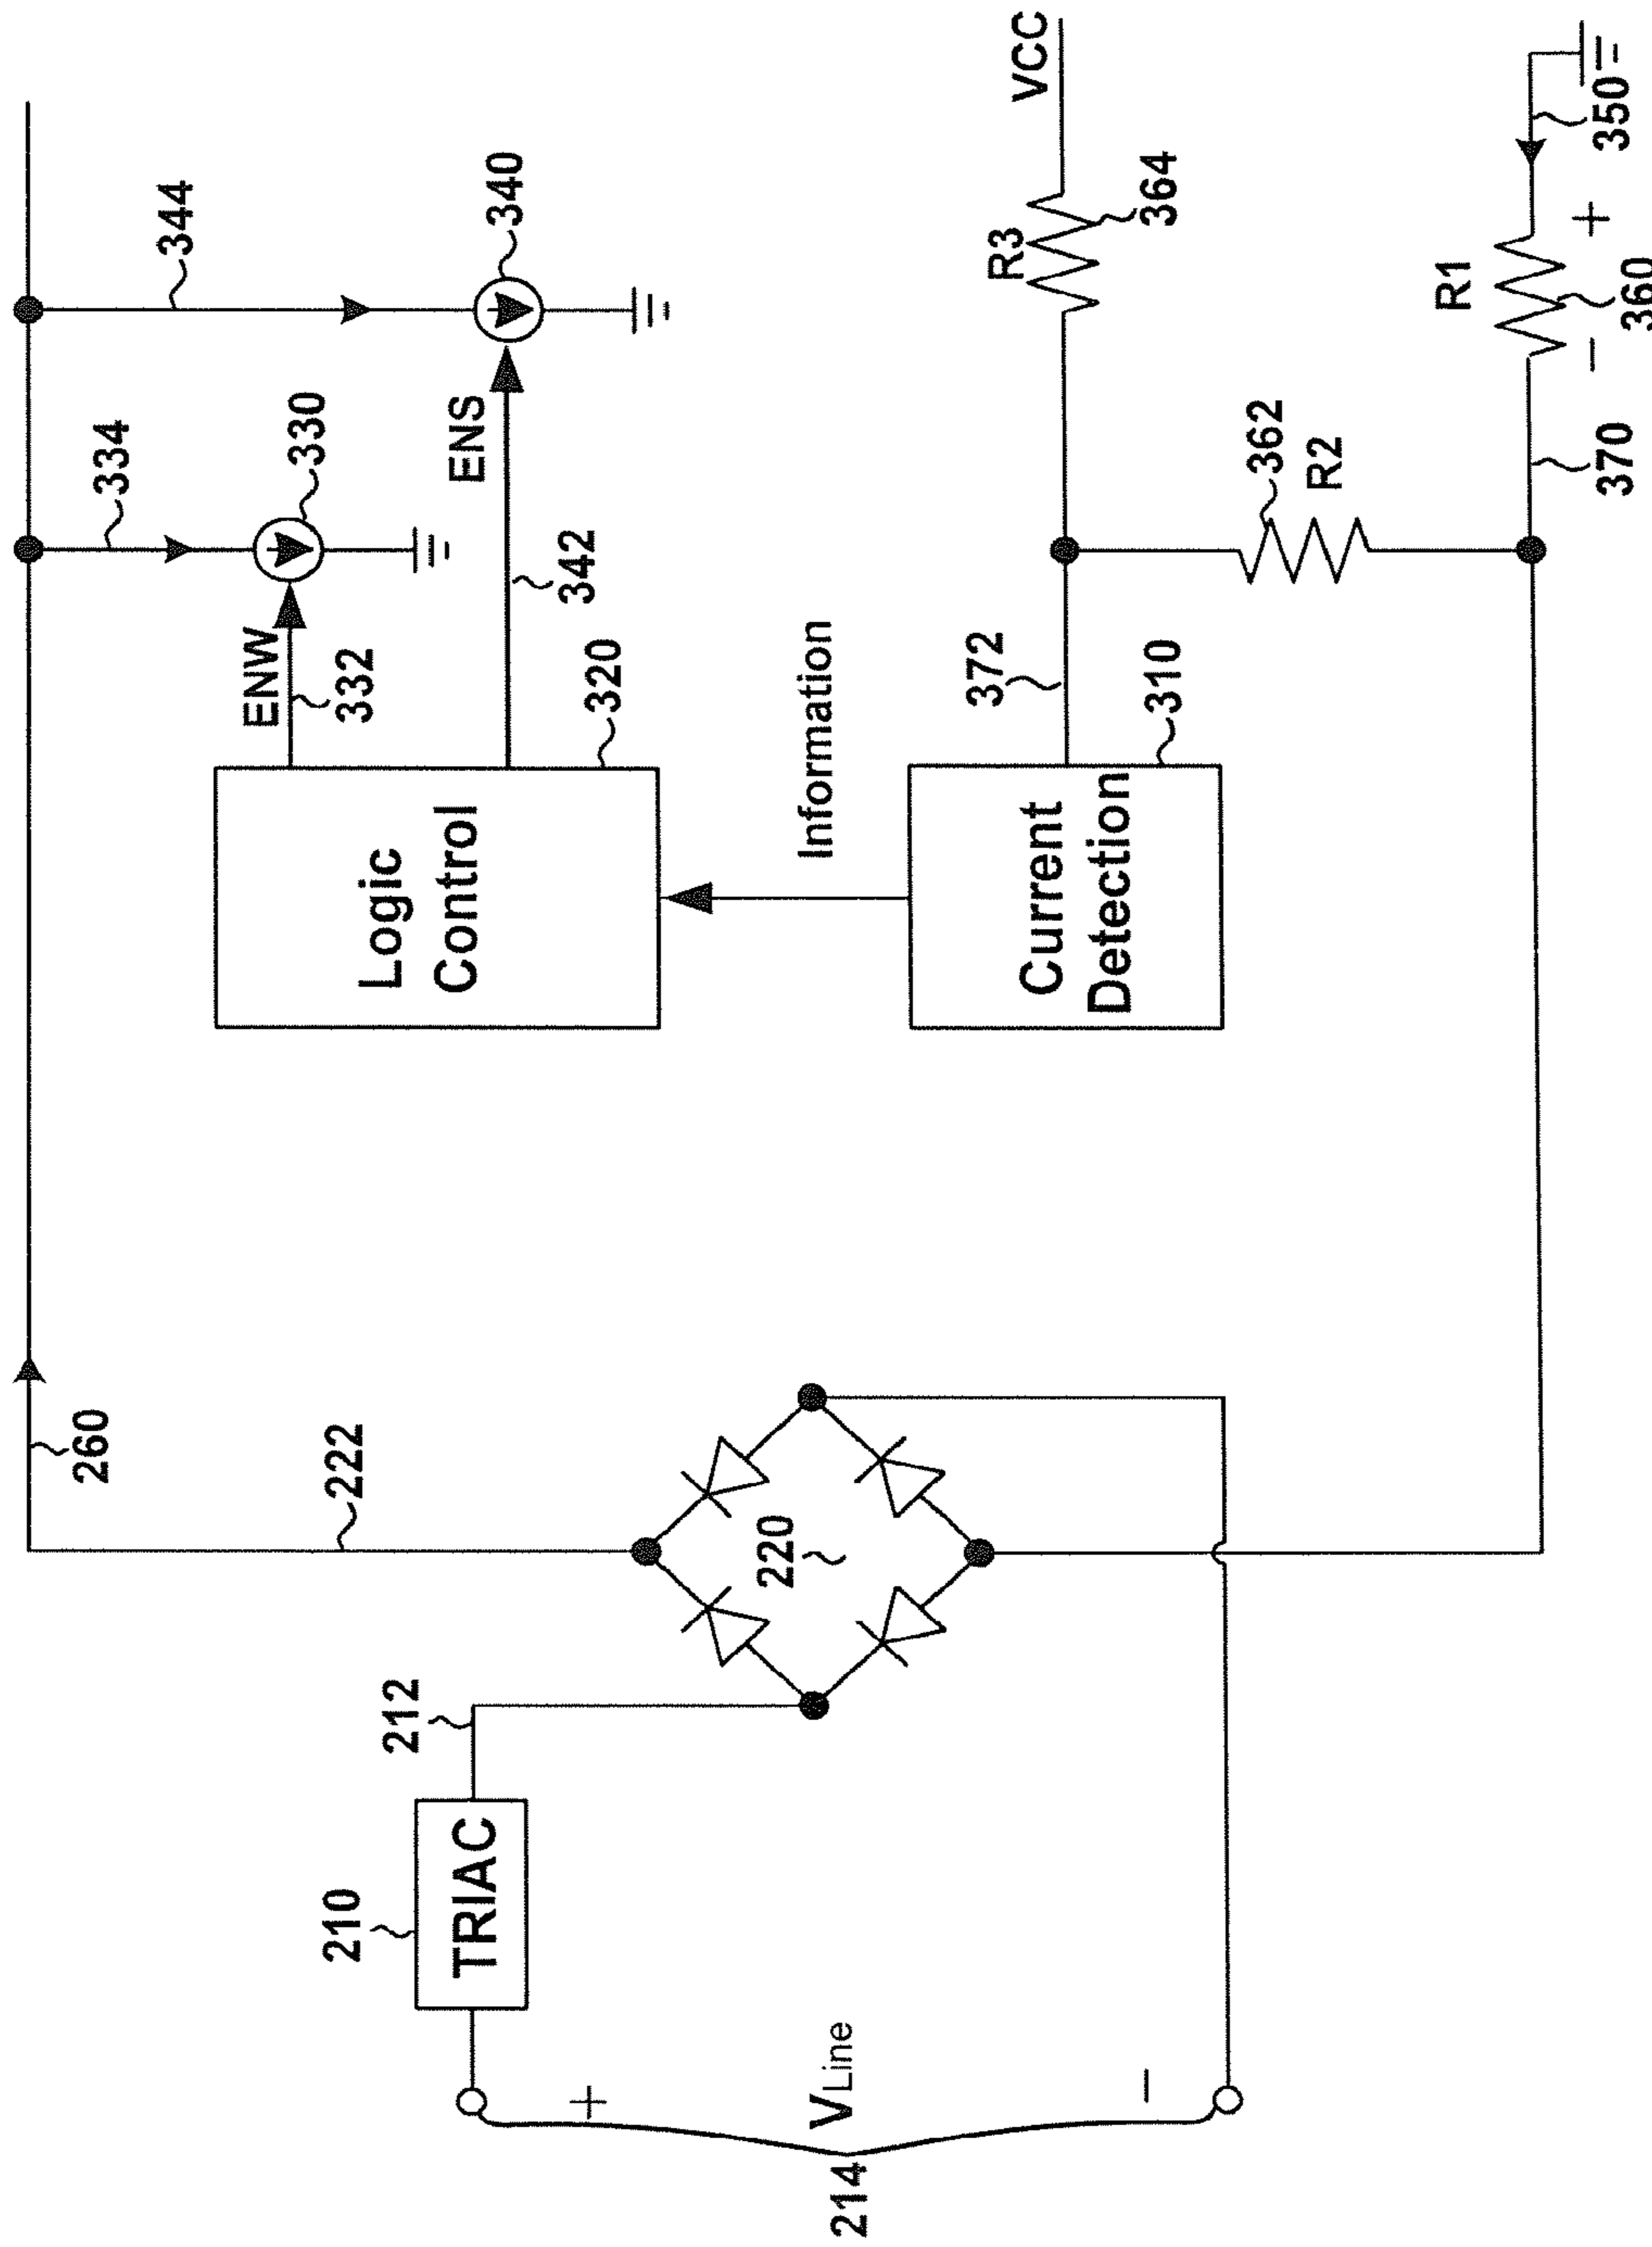 260
222
344
334
340
330
ENW
332
ENS
342
Logic
Control
320
Information
Current
Detection
310
372
VCC
R3
364
362
R2
R1
360
+
−
350
370
210
TRIAC
212
220
+
VLine
−
214